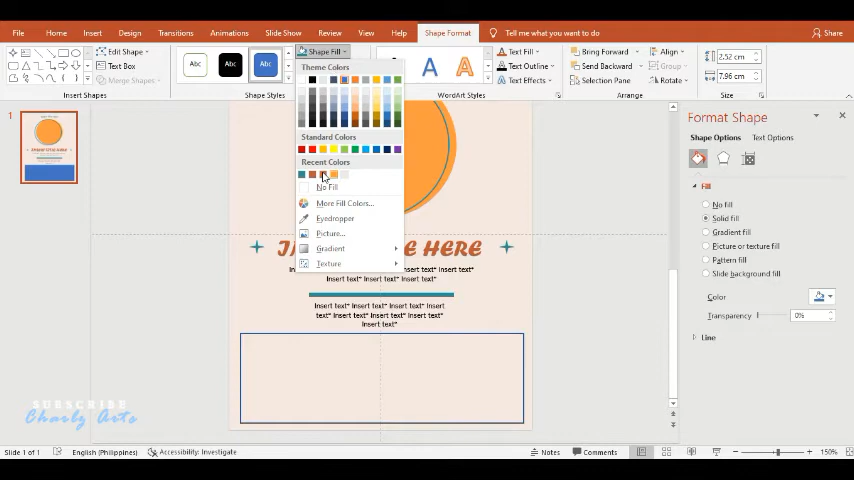 File
Home
Insert
Design
Transitions
Animations
Slide Show
Review
View
Help
Shape Format
Tell me what you want to do
Share
Edit Shape
Text Box
Merge Shapes
Insert Shapes
Abc
Abc
Abc
Shape Styles
Shape Fill
Theme Colors
Standard Colors
Recent Colors
No Fill
More Fill Colors...
Eyedropper
Picture...
Gradient
Texture
A
A
Text Fill
Text Outline
Text Effects
WordArt Styles
Bring Forward
Send Backward
Selection Pane
Arrange
2.52 cm
7.96 cm
Size
1
HERE
Insert text* Insert text*
Insert text* Insert text* Insert text*
Insert text* Insert text* Insert text*
text* Insert text* Insert text* Insert
Insert text*
Format Shape
Shape Options
Text Options
Fill
No fill
Solid fill
Gradient fill
Picture or texture fill
Pattern fill
Slide background fill
Color
Transparency
0%
Line
SUBSCRIBE
Charly Arts
Slide 1 of 1
English (Philippines)
Accessibility: Investigate
Notes
Comments
150%